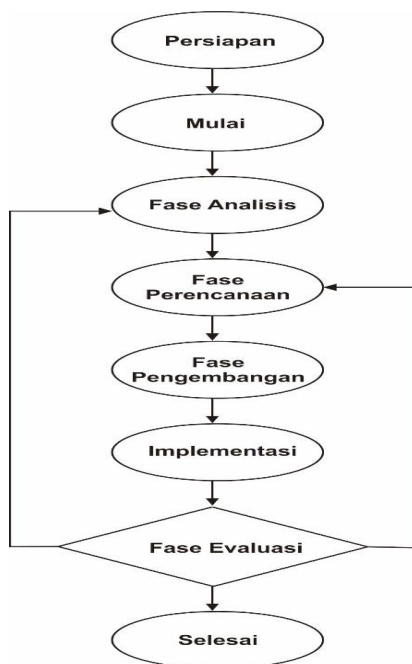 Persiapan
Mulai
Fase Analisis
Fase
Perencanaan
Fase
Pengembangan
Implementasi
Fase Evaluasi
Selesai